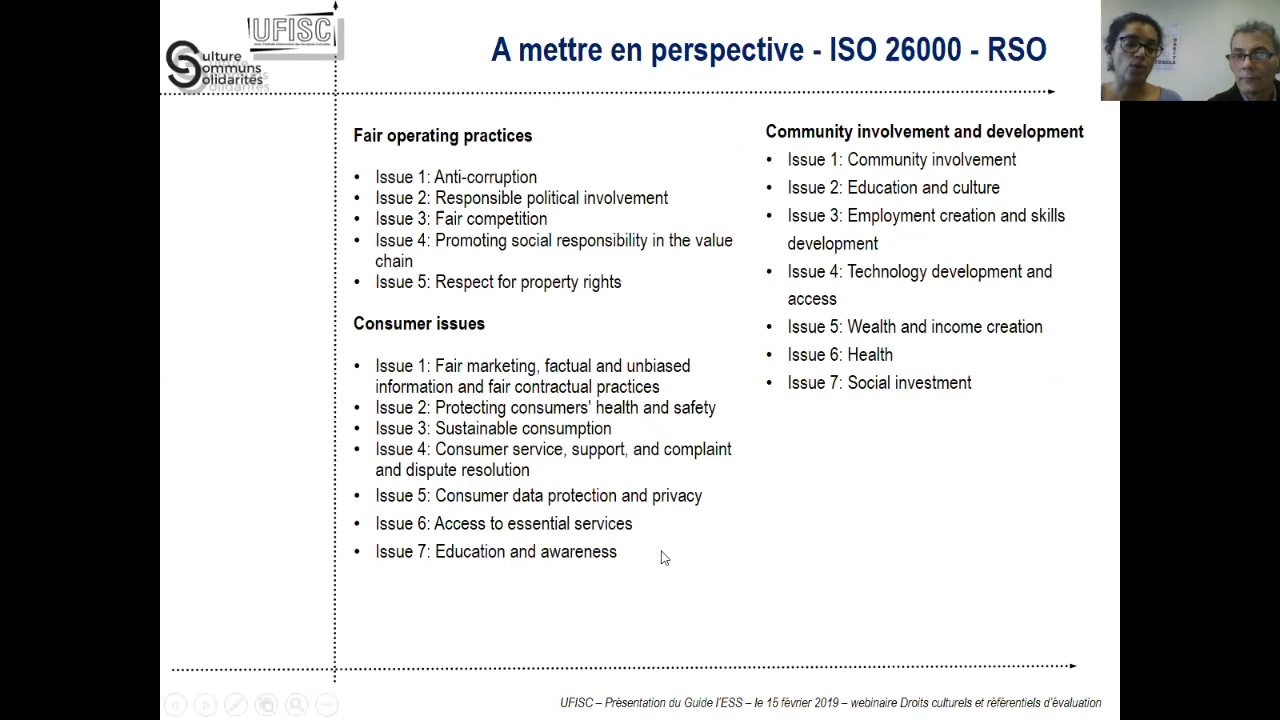 UFISC
Culture
Communs
Solidarités
A mettre en perspective - ISO 26000 - RSO
Fair operating practices
• Issue 1: Anti-corruption
• Issue 2: Responsible political involvement
• Issue 3: Fair competition
• Issue 4: Promoting social responsibility in the value
chain
• Issue 5: Respect for property rights
Consumer issues
• Issue 1: Fair marketing, factual and unbiased
information and fair contractual practices
• Issue 2: Protecting consumers' health and safety
• Issue 3: Sustainable consumption
• Issue 4: Consumer service, support, and complaint
and dispute resolution
• Issue 5: Consumer data protection and privacy
• Issue 6: Access to essential services
• Issue 7: Education and awareness
Community involvement and development
• Issue 1: Community involvement
• Issue 2: Education and culture
• Issue 3: Employment creation and skills
development
• Issue 4: Technology development and
access
• Issue 5: Wealth and income creation
• Issue 6: Health
• Issue 7: Social investment
UFISC – Présentation du Guide l'ESS – le 15 février 2019 – webinaire Droits culturels et référentiels d'évaluation